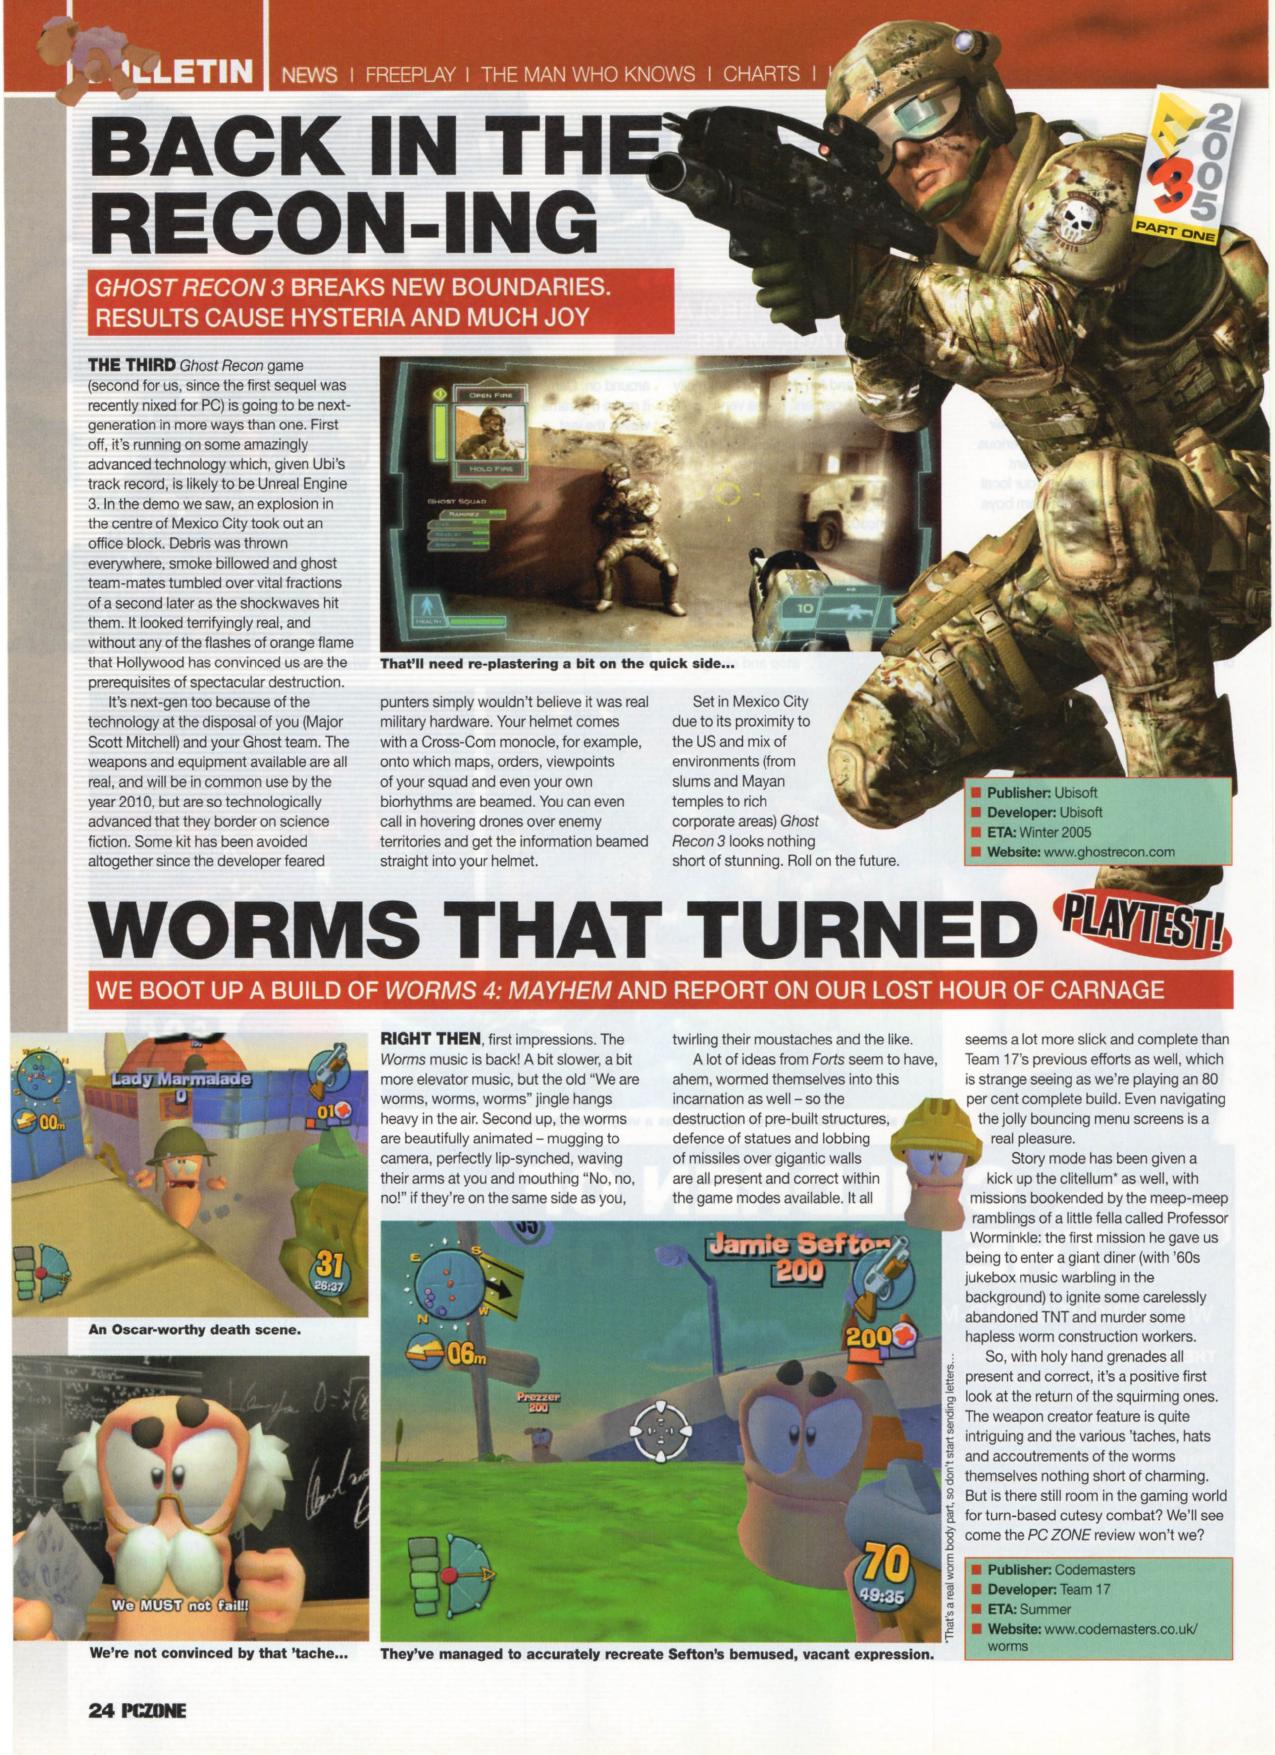 BULLETIN
NEWS | FREEPLAY | THE MAN WHO KNOWS | CHARTS |
E3 2005
PART ONE
BACK IN THE
RECON-ING
GHOST RECON 3 BREAKS NEW BOUNDARIES.
RESULTS CAUSE HYSTERIA AND MUCH JOY
THE THIRD Ghost Recon game
(second for us, since the first sequel was
recently nixed for PC) is going to be next-
generation in more ways than one. First
off, it's running on some amazingly
advanced technology which, given Ubi's
track record, is likely to be Unreal Engine
3. In the demo we saw, an explosion in
the centre of Mexico City took out an
office block. Debris was thrown
everywhere, smoke billowed and ghost
team-mates tumbled over vital fractions
of a second later as the shockwaves hit
them. It looked terrifyingly real, and
without any of the flashes of orange flame
that Hollywood has convinced us are the
prerequisites of spectacular destruction.
It's next-gen too because of the
technology at the disposal of you (Major
Scott Mitchell) and your Ghost team. The
weapons and equipment available are all
real, and will be in common use by the
year 2010, but are so technologically
advanced that they border on science
fiction. Some kit has been avoided
altogether since the developer feared
OPEN FIRE
HOLD FIRE
GHOST SQUAD
RAMIREZ
HEALTH
10
That'll need re-plastering a bit on the quick side...
punters simply wouldn't believe it was real
military hardware. Your helmet comes
with a Cross-Com monocle, for example,
onto which maps, orders, viewpoints
of your squad and even your own
biorhythms are beamed. You can even
call in hovering drones over enemy
territories and get the information beamed
straight into your helmet.
Set in Mexico City
due to its proximity to
the US and mix of
environments (from
slums and Mayan
temples to rich
corporate areas) Ghost
Recon 3 looks nothing
short of stunning. Roll on the future.
Publisher: Ubisoft
Developer: Ubisoft
ETA: Winter 2005
Website: www.ghostrecon.com
WORMS THAT TURNED
PLAYTEST!
WE BOOT UP A BUILD OF WORMS 4: MAYHEM AND REPORT ON OUR LOST HOUR OF CARNAGE
Lady Marmalade
0
00m
01
31
26:37
An Oscar-worthy death scene.
We MUST not fail!!
We're not convinced by that 'tache...
RIGHT THEN, first impressions. The
Worms music is back! A bit slower, a bit
more elevator music, but the old "We are
worms, worms, worms" jingle hangs
heavy in the air. Second up, the worms
are beautifully animated – mugging to
camera, perfectly lip-synched, waving
their arms at you and mouthing "No, no,
no!" if they're on the same side as you,
twirling their moustaches and the like.
A lot of ideas from Forts seem to have,
ahem, wormed themselves into this
incarnation as well – so the
destruction of pre-built structures,
defence of statues and lobbing
of missiles over gigantic walls
are all present and correct within
the game modes available. It all
E
S
N
W
06m
Prezzer
200
Jamie Sefton
200
200
70
49:35
They've managed to accurately recreate Sefton's bemused, vacant expression.
seems a lot more slick and complete than
Team 17's previous efforts as well, which
is strange seeing as we're playing an 80
per cent complete build. Even navigating
the jolly bouncing menu screens is a
real pleasure.
Story mode has been given a
kick up the clitellum* as well, with
missions bookended by the meep-meep
ramblings of a little fella called Professor
Worminkle: the first mission he gave us
being to enter a giant diner (with '60s
jukebox music warbling in the
background) to ignite some carelessly
abandoned TNT and murder some
hapless worm construction workers.
So, with holy hand grenades all
present and correct, it's a positive first
look at the return of the squirming ones.
The weapon creator feature is quite
intriguing and the various 'taches, hats
and accoutrements of the worms
themselves nothing short of charming.
But is there still room in the gaming world
for turn-based cutesy combat? We'll see
come the PC ZONE review won't we?
*That's a real worm body part, so don't start sending letters...
Publisher: Codemasters
Developer: Team 17
ETA: Summer
Website: www.codemasters.co.uk/
worms
24 PCZONE